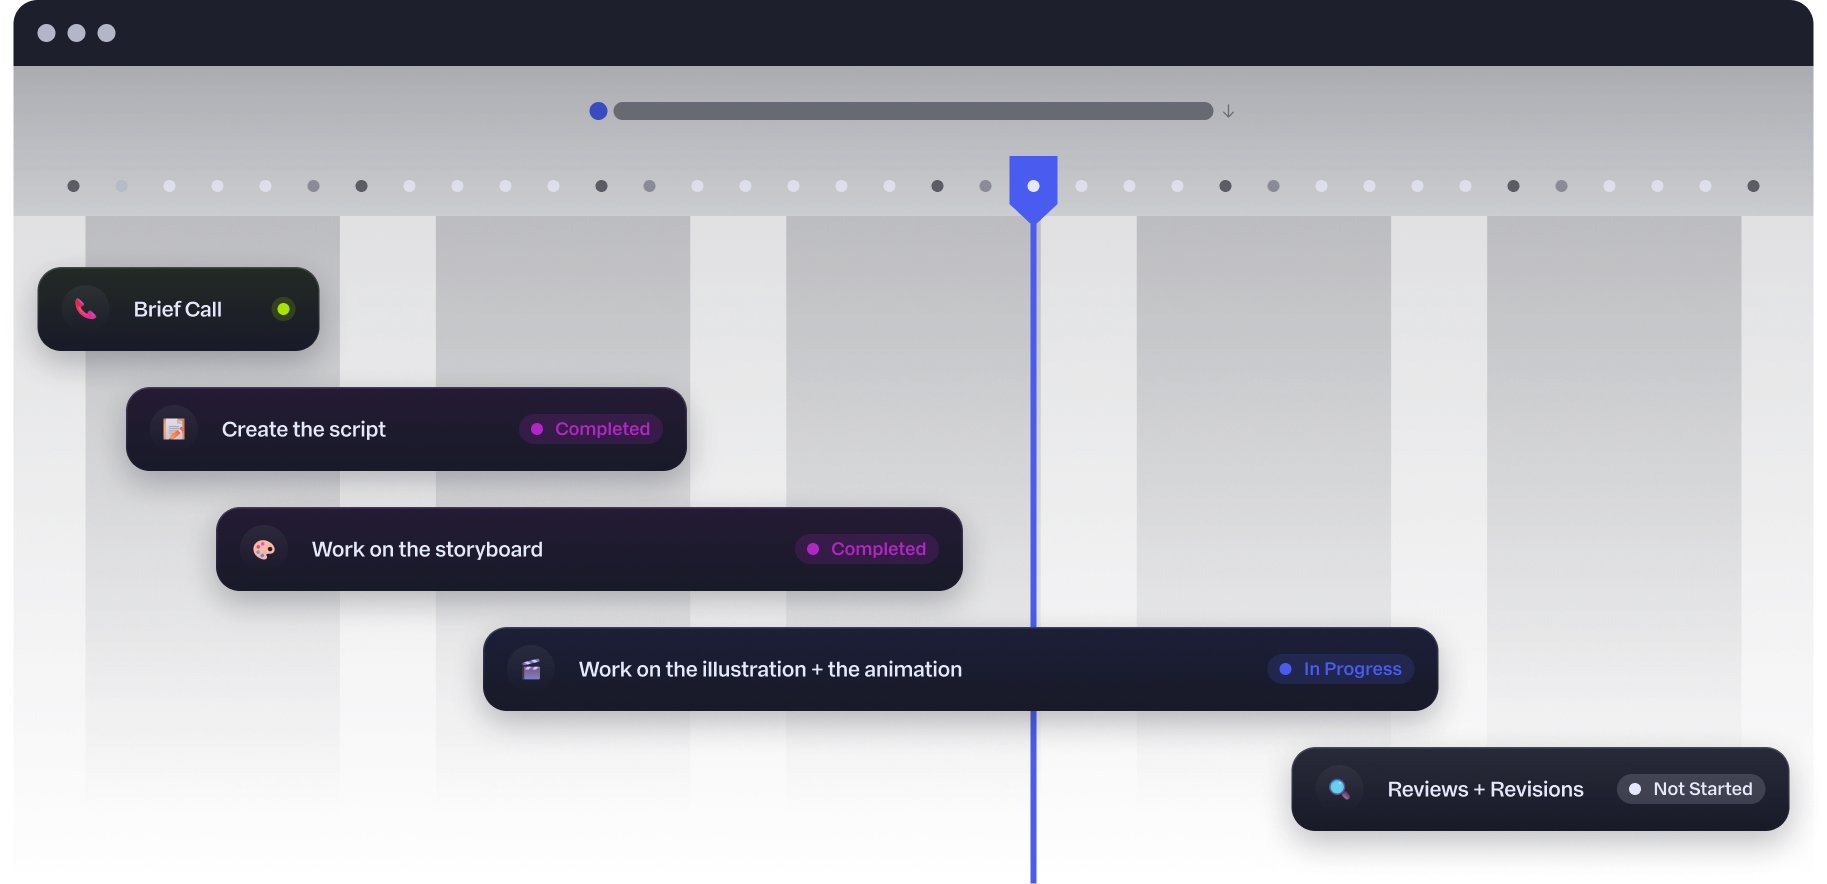 Brief Call
Create the script
Completed
Work on the storyboard
Completed
Work on the illustration + the animation
In Progress
Reviews + Revisions
Not Started